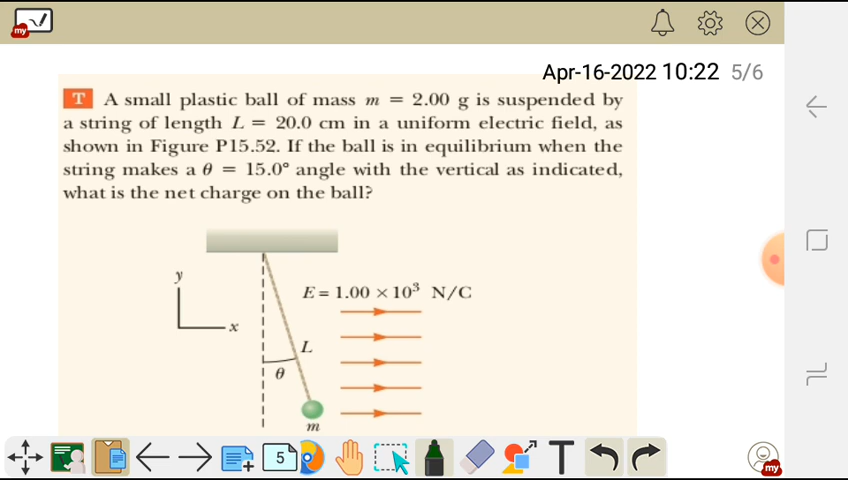 my
Apr-16-2022 10:22 5/6
T A small plastic ball of mass m = 2.00 g is suspended by
a string of length L = 20.0 cm in a uniform electric field, as
shown in Figure P15.52. If the ball is in equilibrium when the
string makes a θ = 15.0° angle with the vertical as indicated,
what is the net charge on the ball?
y
x
E = 1.00 × 10³ N/C
L
θ
m
5
T
my